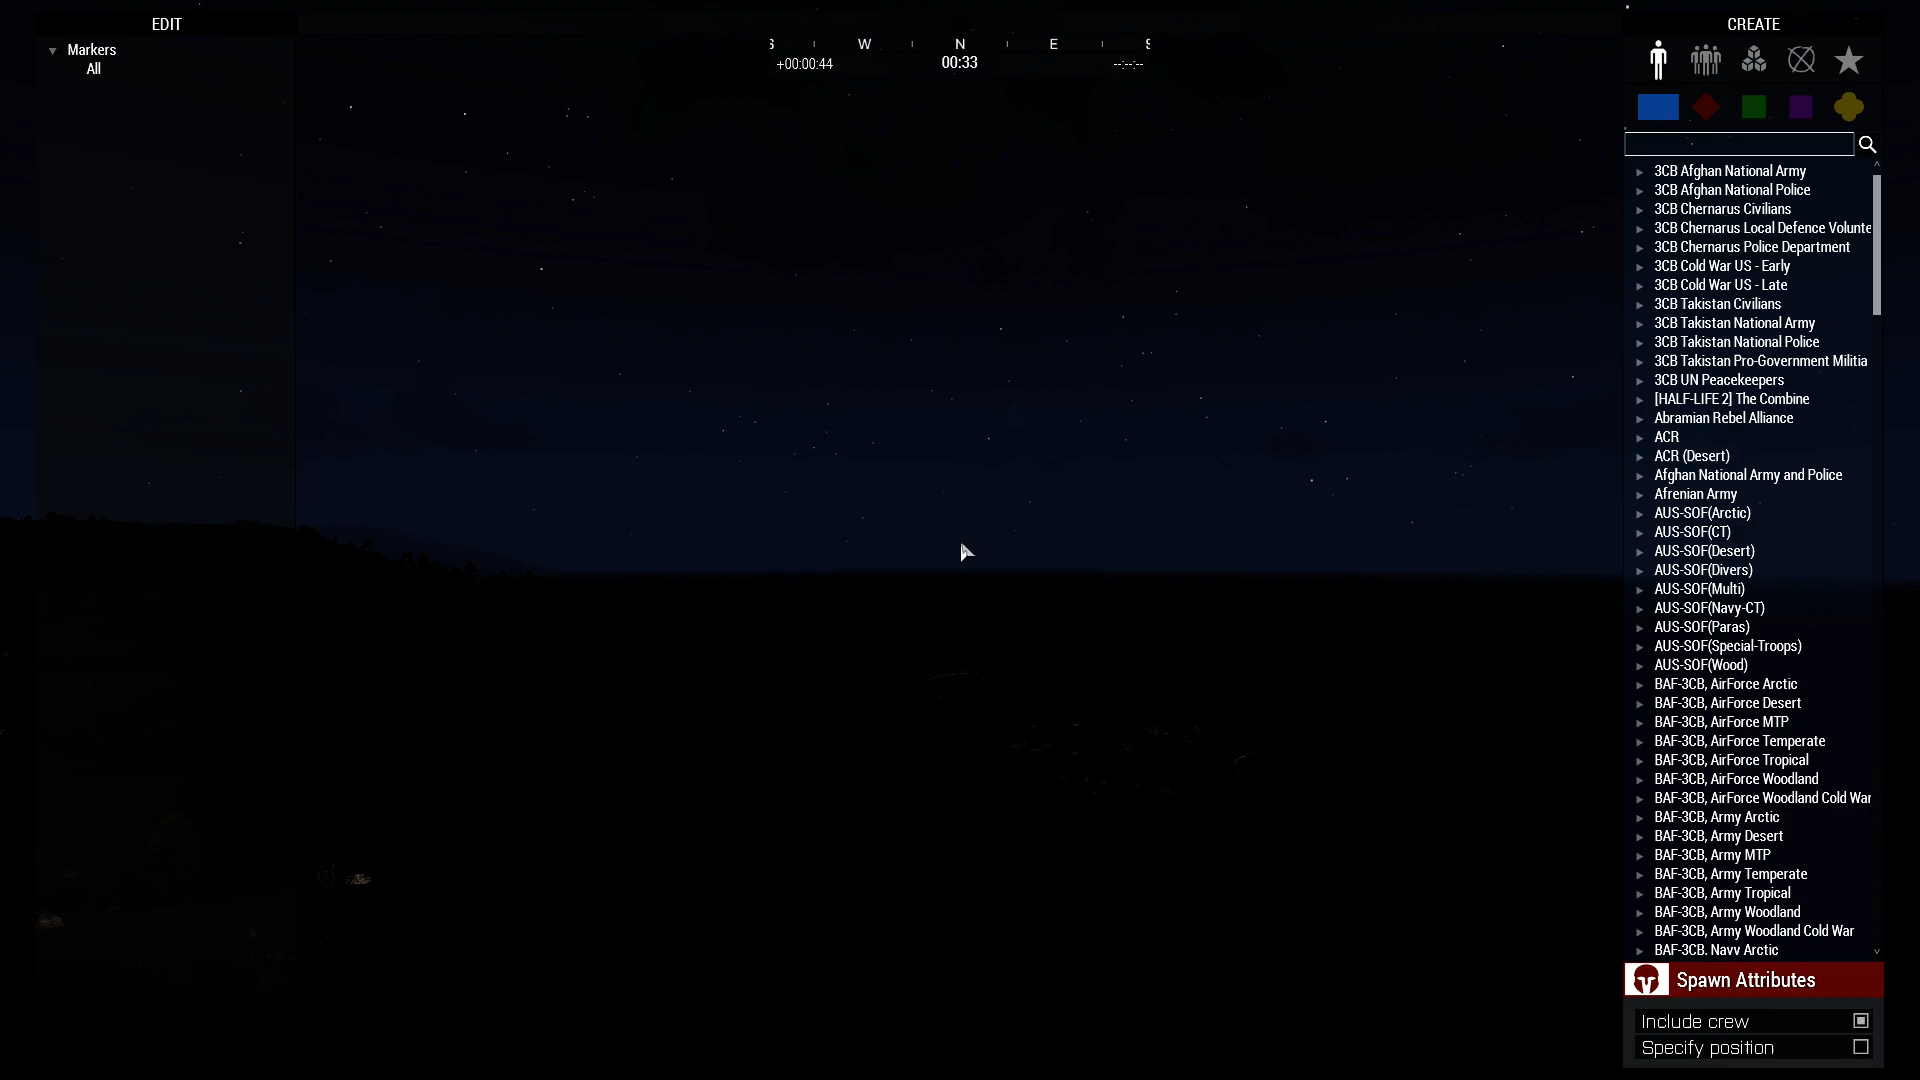 EDIT
Markers
All
S W N E S
+00:00:44 00:33 --:--:--
CREATE
3CB Afghan National Army
3CB Afghan National Police
3CB Chernarus Civilians
3CB Chernarus Local Defence Volunte
3CB Chernarus Police Department
3CB Cold War US - Early
3CB Cold War US - Late
3CB Takistan Civilians
3CB Takistan National Army
3CB Takistan National Police
3CB Takistan Pro-Government Militia
3CB UN Peacekeepers
[HALF-LIFE 2] The Combine
Abramian Rebel Alliance
ACR
ACR (Desert)
Afghan National Army and Police
Afrenian Army
AUS-SOF(Arctic)
AUS-SOF(CT)
AUS-SOF(Desert)
AUS-SOF(Divers)
AUS-SOF(Multi)
AUS-SOF(Navy-CT)
AUS-SOF(Paras)
AUS-SOF(Special-Troops)
AUS-SOF(Wood)
BAF-3CB, AirForce Arctic
BAF-3CB, AirForce Desert
BAF-3CB, AirForce MTP
BAF-3CB, AirForce Temperate
BAF-3CB, AirForce Tropical
BAF-3CB, AirForce Woodland
BAF-3CB, AirForce Woodland Cold War
BAF-3CB, Army Arctic
BAF-3CB, Army Desert
BAF-3CB, Army MTP
BAF-3CB, Army Temperate
BAF-3CB, Army Tropical
BAF-3CB, Army Woodland
BAF-3CB, Army Woodland Cold War
BAF-3CB, Navy Arctic
Spawn Attributes
Include crew
Specify position